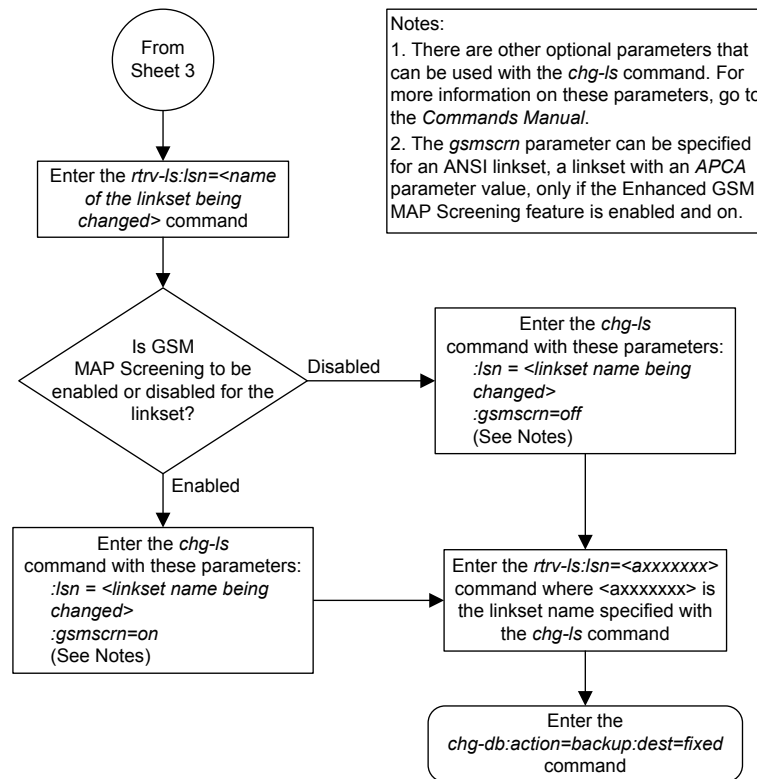 From
Sheet 3
Notes:
1. There are other optional parameters that
can be used with the chg-ls command. For
more information on these parameters, go to
the Commands Manual.
2. The gsmscrn parameter can be specified
for an ANSI linkset, a linkset with an APCA
parameter value, only if the Enhanced GSM
MAP Screening feature is enabled and on.
Enter the rtrv-ls:lsn=<name
of the linkset being
changed> command
Is GSM
MAP Screening to be
enabled or disabled for the
linkset?
Disabled
Enter the chg-ls
command with these parameters:
:lsn = <linkset name being
changed>
:gsmscrn=off
(See Notes)
Enabled
Enter the chg-ls
command with these parameters:
:lsn = <linkset name being
changed>
:gsmscrn=on
(See Notes)
Enter the rtrv-ls:lsn=<axxxxxxx>
command where <axxxxxxx> is
the linkset name specified with
the chg-ls command
Enter the
chg-db:action=backup:dest=fixed
command